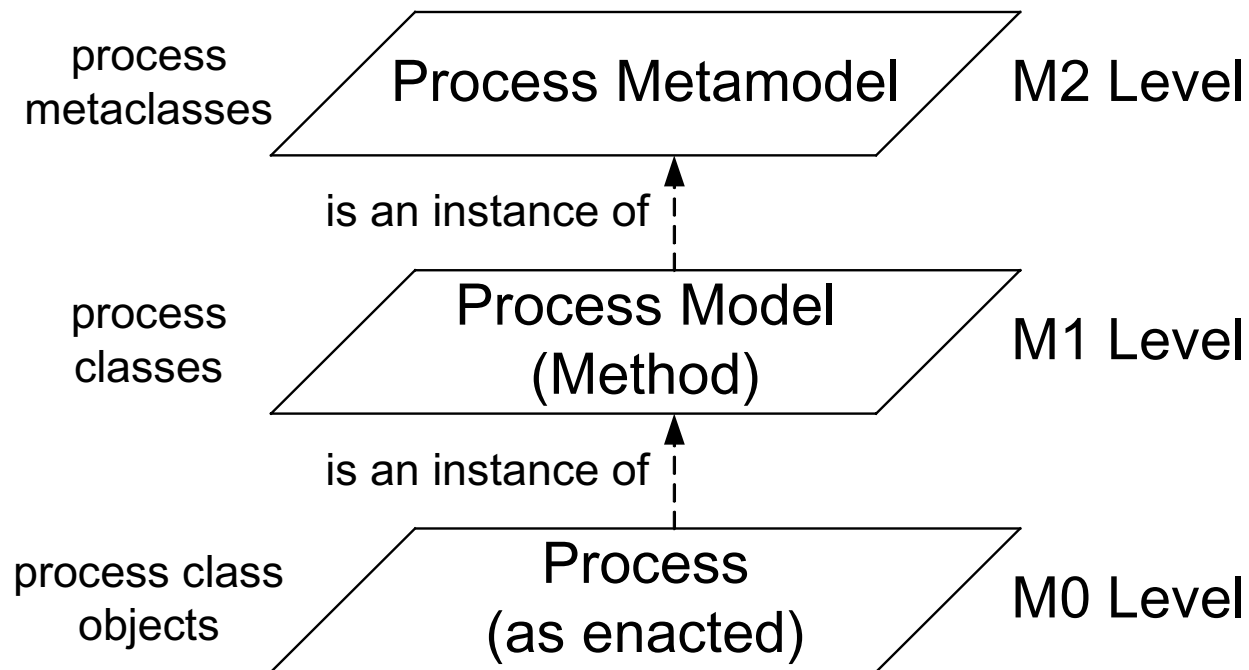 process
metaclasses
Process Metamodel
M2 Level
is an instance of
process
classes
Process Model
(Method)
M1 Level
is an instance of
process class
objects
Process
(as enacted)
M0 Level